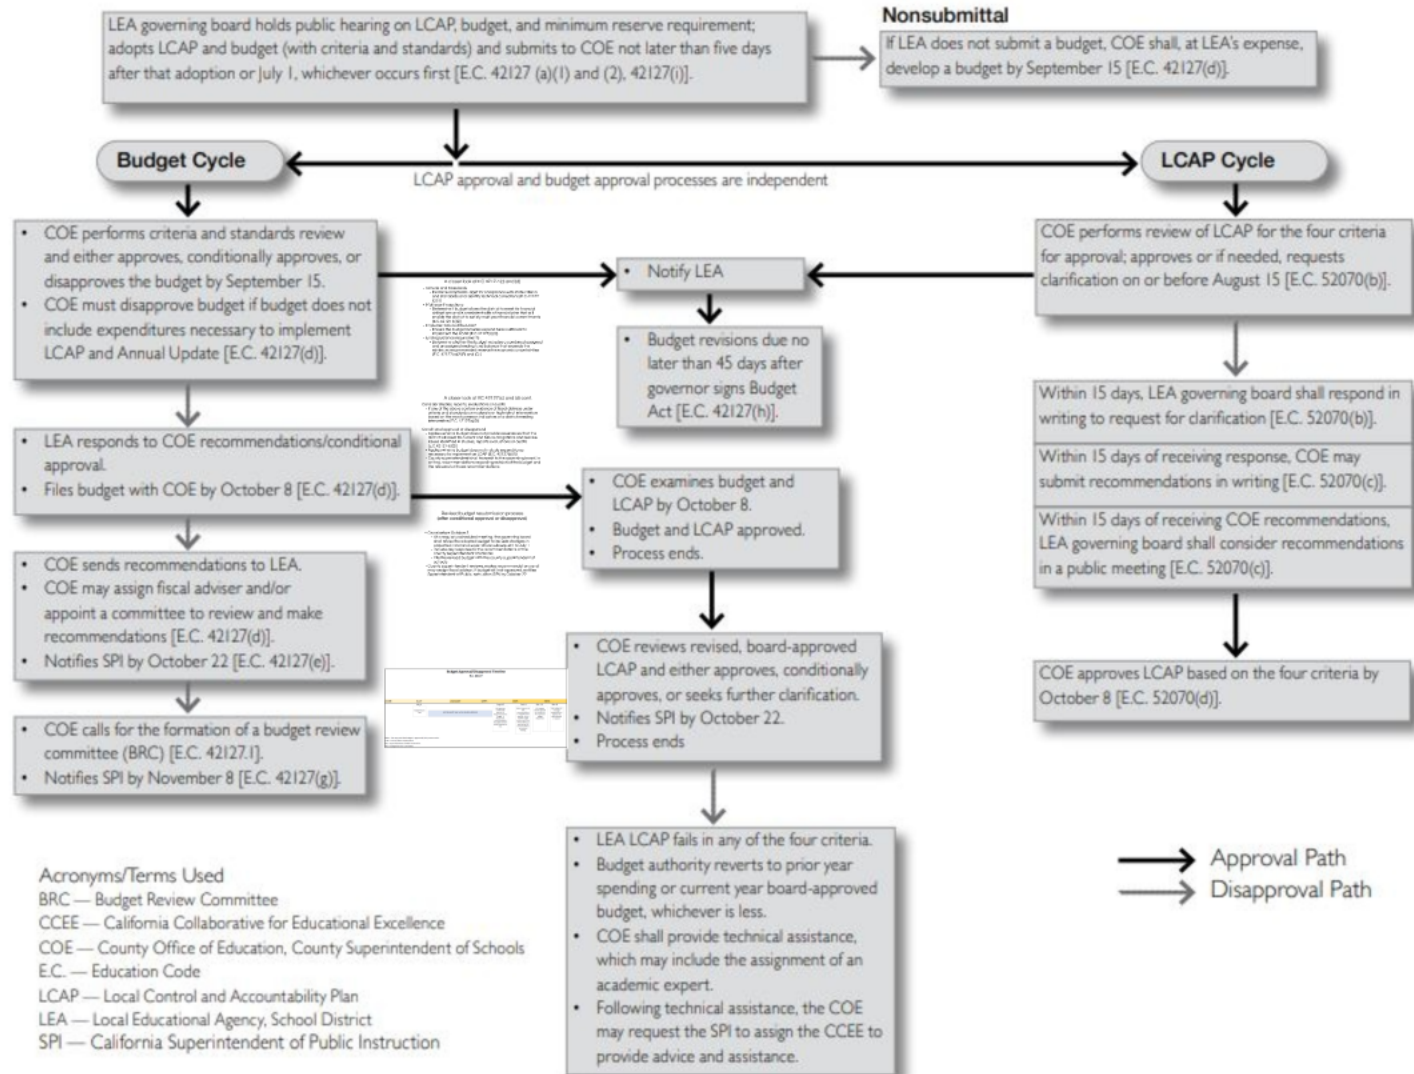 LEA governing board holds public hearing on LCAP, budget, and minimum reserve requirement;
adopts LCAP and budget (with criteria and standards) and submits to COE not later than five days
after that adoption or July 1, whichever occurs first [E.C. 42127 (a)(1) and (2), 42127(i)].
Nonsubmittal
If LEA does not submit a budget, COE shall, at LEA's expense,
develop a budget by September 15 [E.C. 42127(d)].
Budget Cycle
LCAP Cycle
LCAP approval and budget approval processes are independent
• COE performs criteria and standards review
and either approves, conditionally approves, or
disapproves the budget by September 15.
• COE must disapprove budget if budget does not
include expenditures necessary to implement
LCAP and Annual Update [E.C. 42127(d)].
• Notify LEA
COE performs review of LCAP for the four criteria
for approval; approves or if needed, requests
clarification on or before August 15 [E.C. 52070(b)].
• Budget revisions due no
later than 45 days after
governor signs Budget
Act [E.C. 42127(h)].
Within 15 days, LEA governing board shall respond in
writing to request for clarification [E.C. 52070(b)].
Within 15 days of receiving response, COE may
submit recommendations in writing [E.C. 52070(c)].
Within 15 days of receiving COE recommendations,
LEA governing board shall consider recommendations
in a public meeting [E.C. 52070(c)].
• LEA responds to COE recommendations/conditional
approval.
• Files budget with COE by October 8 [E.C. 42127(d)].
• COE examines budget and
LCAP by October 8.
• Budget and LCAP approved.
• Process ends.
• COE sends recommendations to LEA.
• COE may assign fiscal adviser and/or
appoint a committee to review and make
recommendations [E.C. 42127(d)].
• Notifies SPI by October 22 [E.C. 42127(e)].
• COE reviews revised, board-approved
LCAP and either approves, conditionally
approves, or seeks further clarification.
• Notifies SPI by October 22.
• Process ends
COE approves LCAP based on the four criteria by
October 8 [E.C. 52070(d)].
• COE calls for the formation of a budget review
committee (BRC) [E.C. 42127.1].
• Notifies SPI by November 8 [E.C. 42127(g)].
• LEA LCAP fails in any of the four criteria.
• Budget authority reverts to prior year
spending or current year board-approved
budget, whichever is less.
• COE shall provide technical assistance,
which may include the assignment of an
academic expert.
• Following technical assistance, the COE
may request the SPI to assign the CCEE to
provide advice and assistance.
Approval Path
Disapproval Path
Acronyms/Terms Used
BRC — Budget Review Committee
CCEE — California Collaborative for Educational Excellence
COE — County Office of Education, County Superintendent of Schools
E.C. — Education Code
LCAP — Local Control and Accountability Plan
LEA — Local Educational Agency, School District
SPI — California Superintendent of Public Instruction